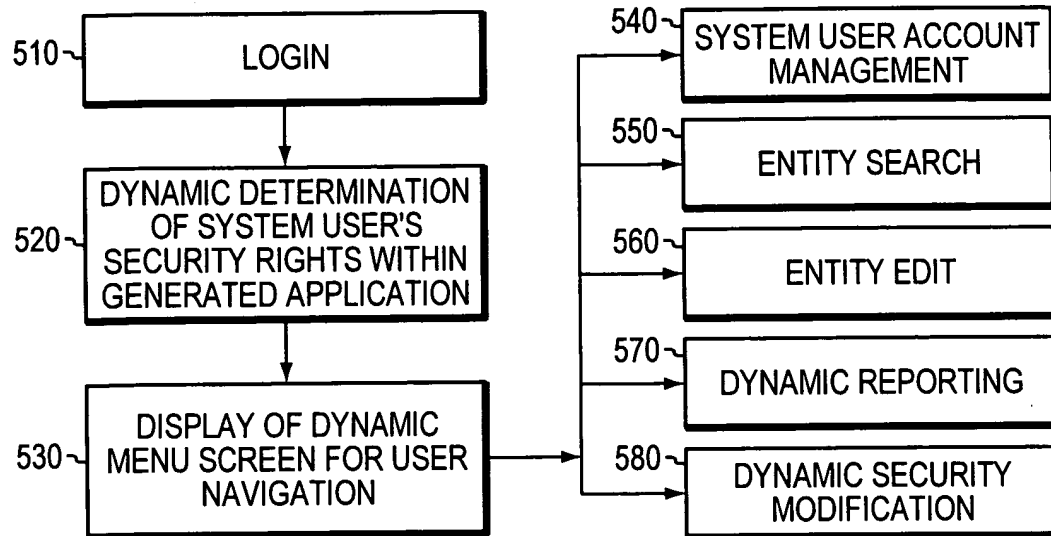 510
LOGIN
520
DYNAMIC DETERMINATION
OF SYSTEM USER'S
SECURITY RIGHTS WITHIN
GENERATED APPLICATION
530
DISPLAY OF DYNAMIC
MENU SCREEN FOR USER
NAVIGATION
540
SYSTEM USER ACCOUNT
MANAGEMENT
550
ENTITY SEARCH
560
ENTITY EDIT
570
DYNAMIC REPORTING
580
DYNAMIC SECURITY
MODIFICATION